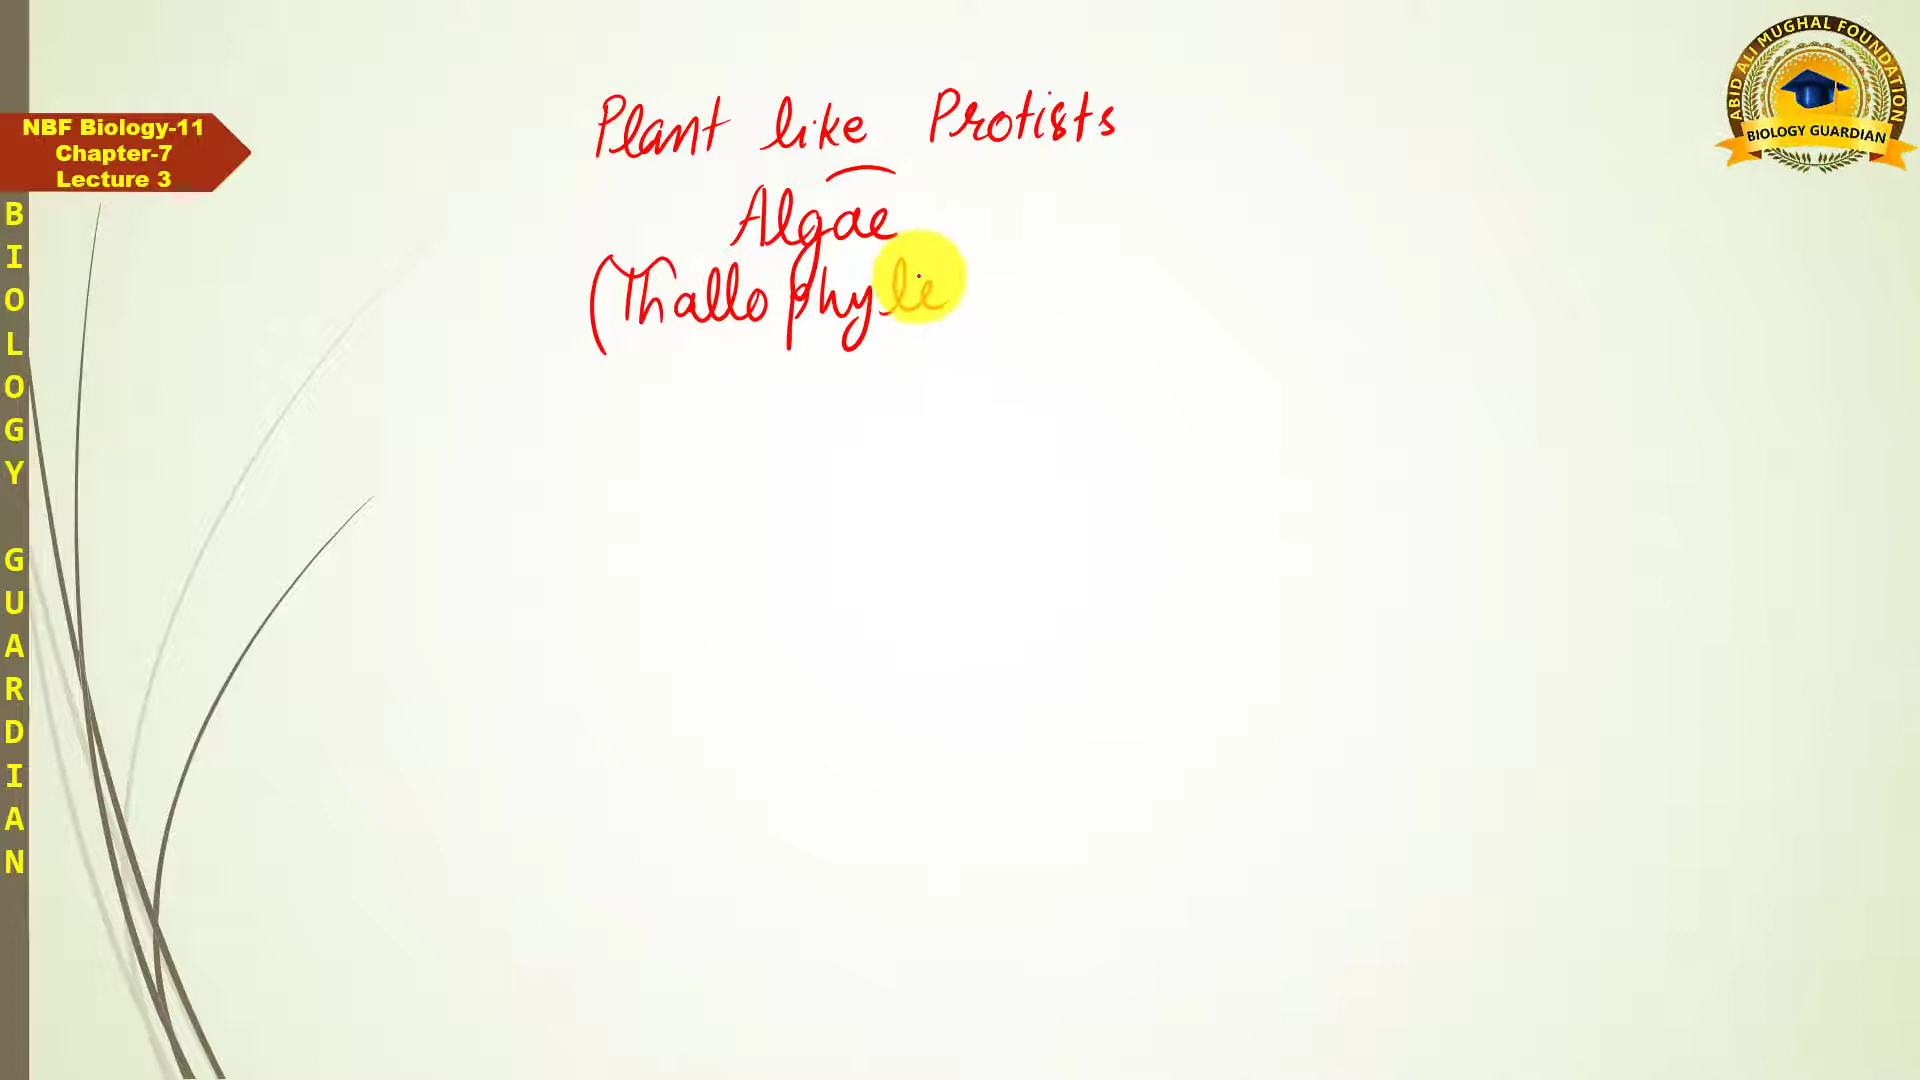 NBF Biology-11
Chapter-7
Lecture 3
BIOLOGY GUARDIAN
Plant like Protists
Algae
(Thallophyte
ABID ALI MUGHAL FOUNDATION
BIOLOGY GUARDIAN